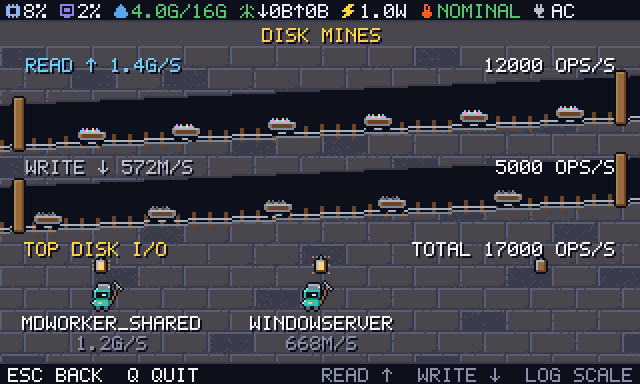 8% 2% 4.0G/16G ↓0B↑0B 1.0W NOMINAL AC
DISK MINES
READ ↑ 1.4G/S 12000 OPS/S
WRITE ↓ 572M/S 5000 OPS/S
TOP DISK I/O TOTAL 17000 OPS/S
MDWORKER_SHARED WINDOWSERVER
1.2G/S 668M/S
ESC BACK Q QUIT READ ↑ WRITE ↓ LOG SCALE